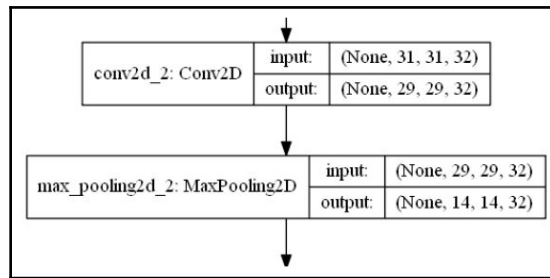 conv2d_2: Conv2D
input: (None, 31, 31, 32)
output: (None, 29, 29, 32)
max_pooling2d_2: MaxPooling2D
input: (None, 29, 29, 32)
output: (None, 14, 14, 32)